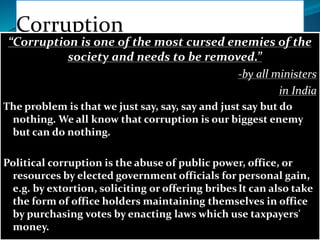 Corruption
“Corruption is one of the most cursed enemies of the
society and needs to be removed.”
-by all ministers
in India
The problem is that we just say, say, say and just say but do
nothing. We all know that corruption is our biggest enemy
but can do nothing.
Political corruption is the abuse of public power, office, or
resources by elected government officials for personal gain,
e.g. by extortion, soliciting or offering bribes It can also take
the form of office holders maintaining themselves in office
by purchasing votes by enacting laws which use taxpayers'
money.